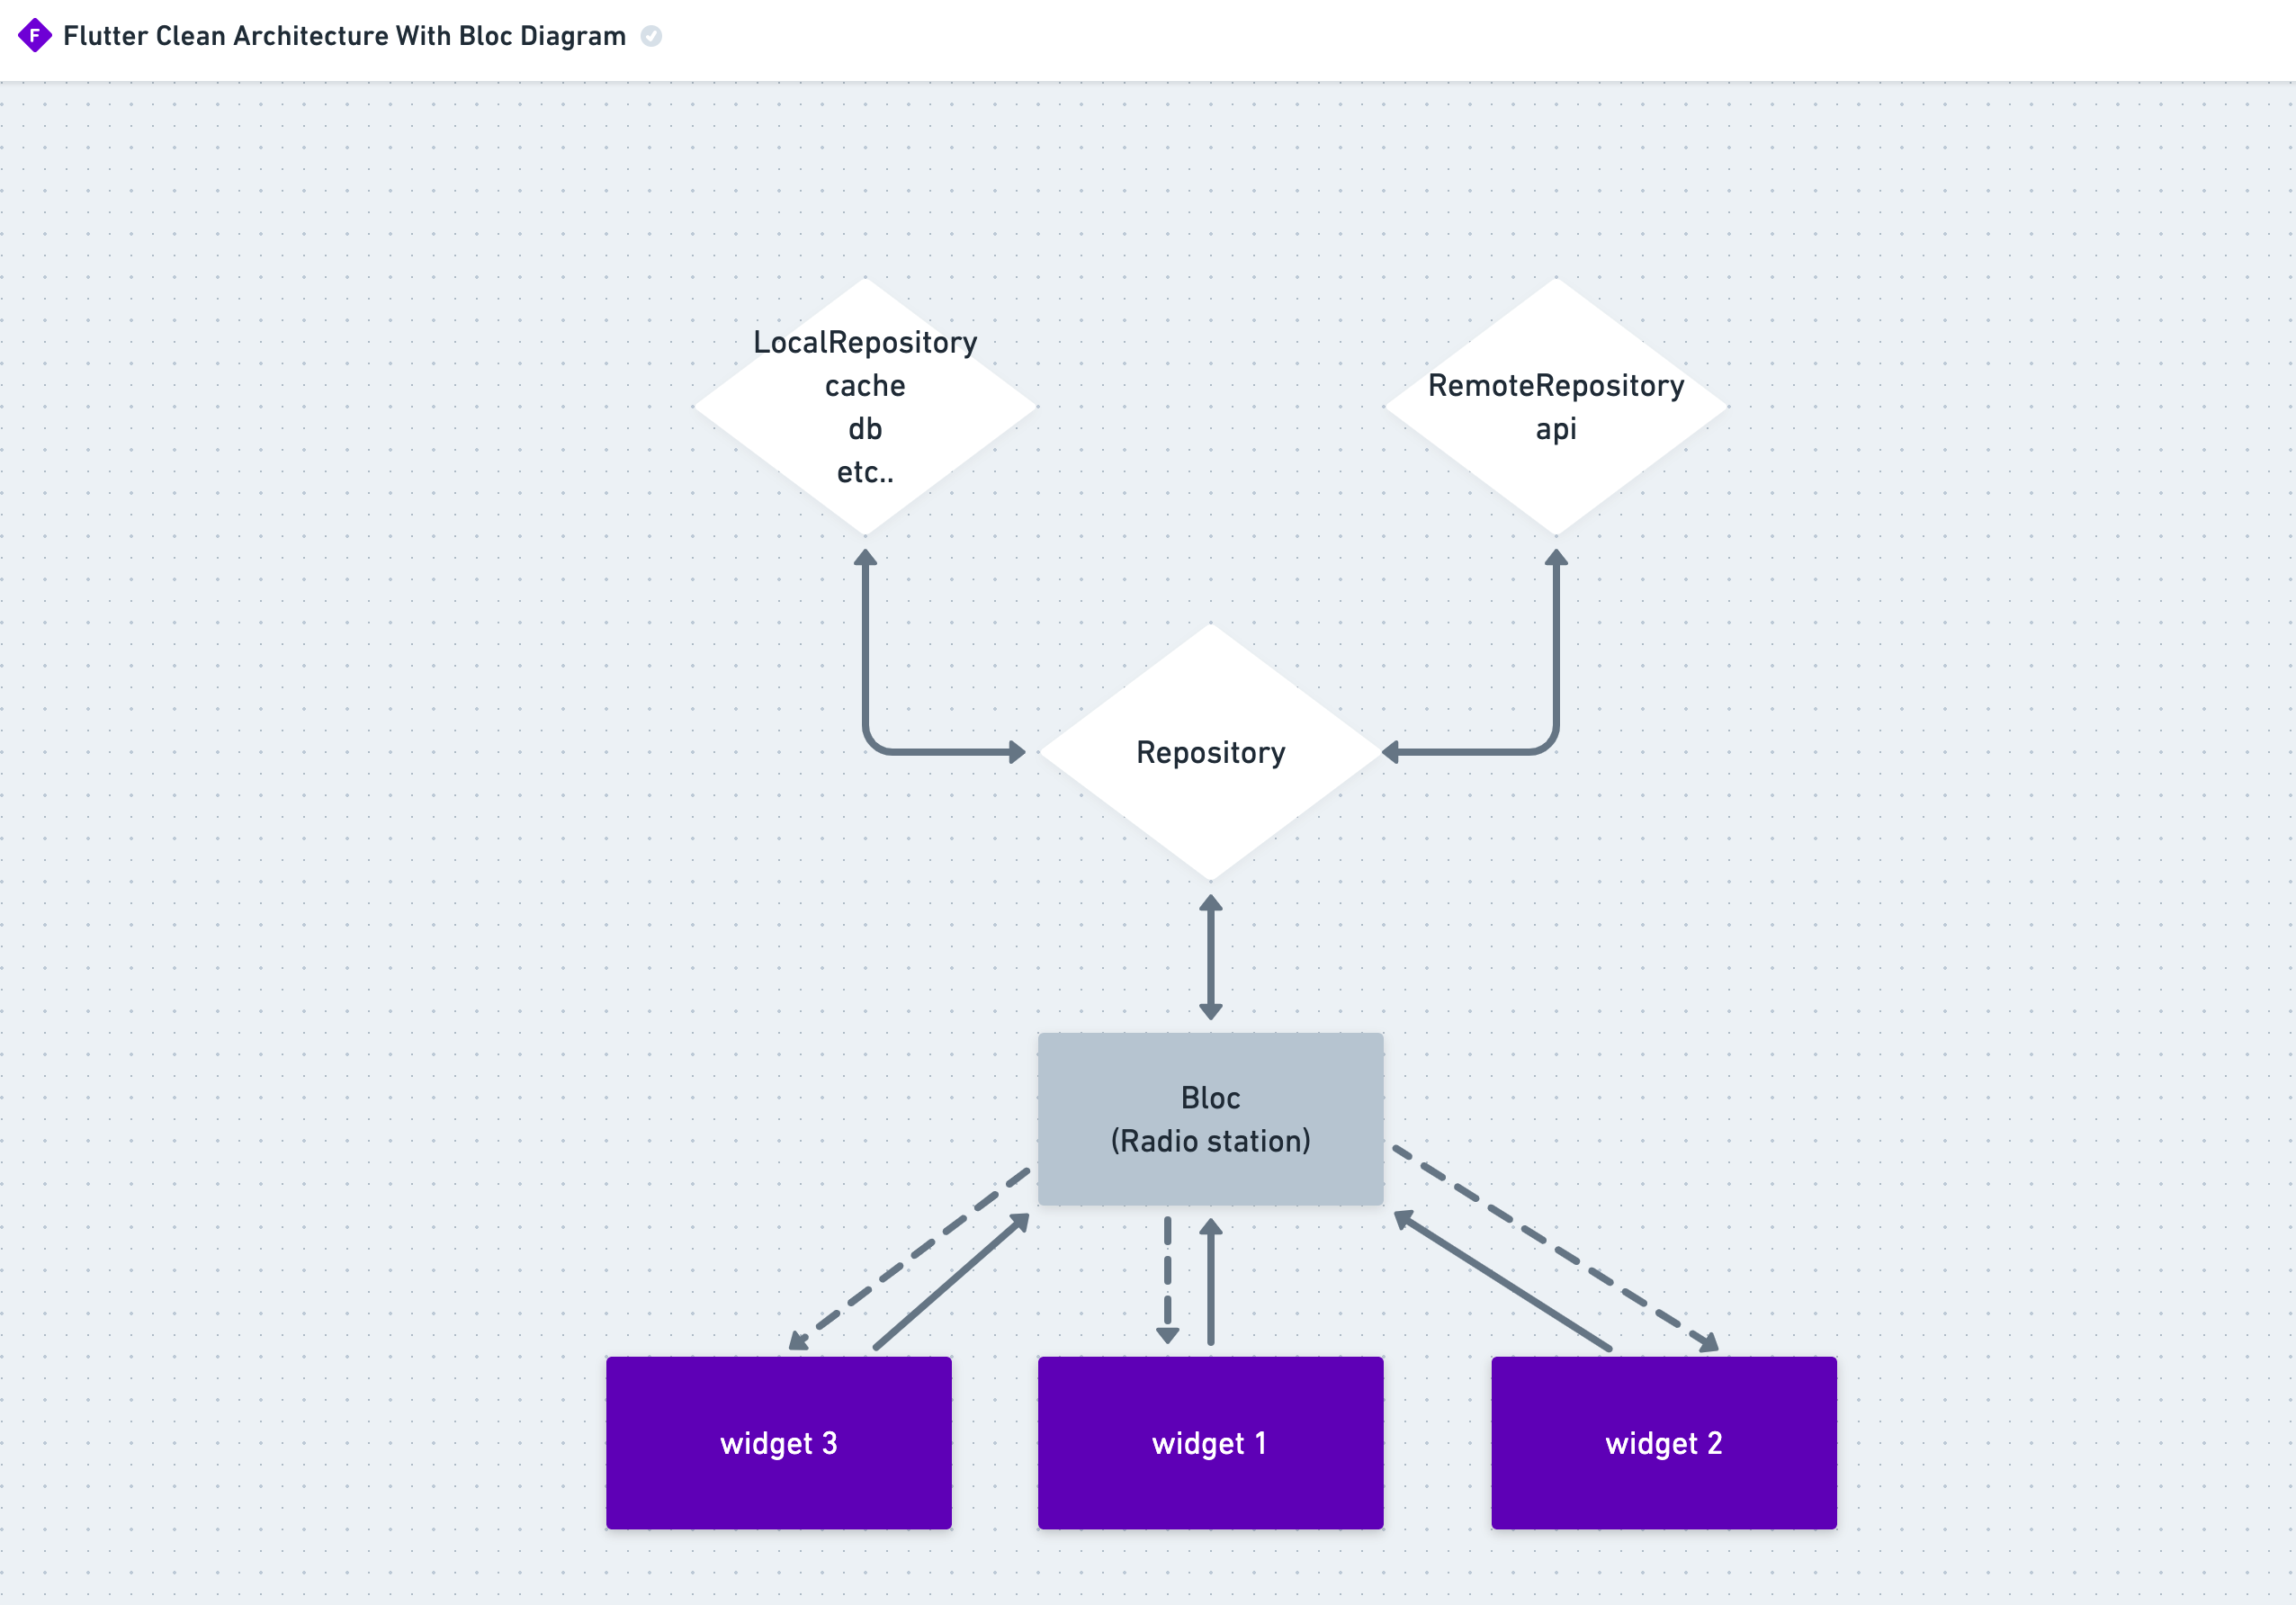 F Flutter Clean Architecture With Bloc Diagram
LocalRepository
cache
db
etc..
RemoteRepository
api
Repository
Bloc
(Radio station)
widget 3
widget 1
widget 2